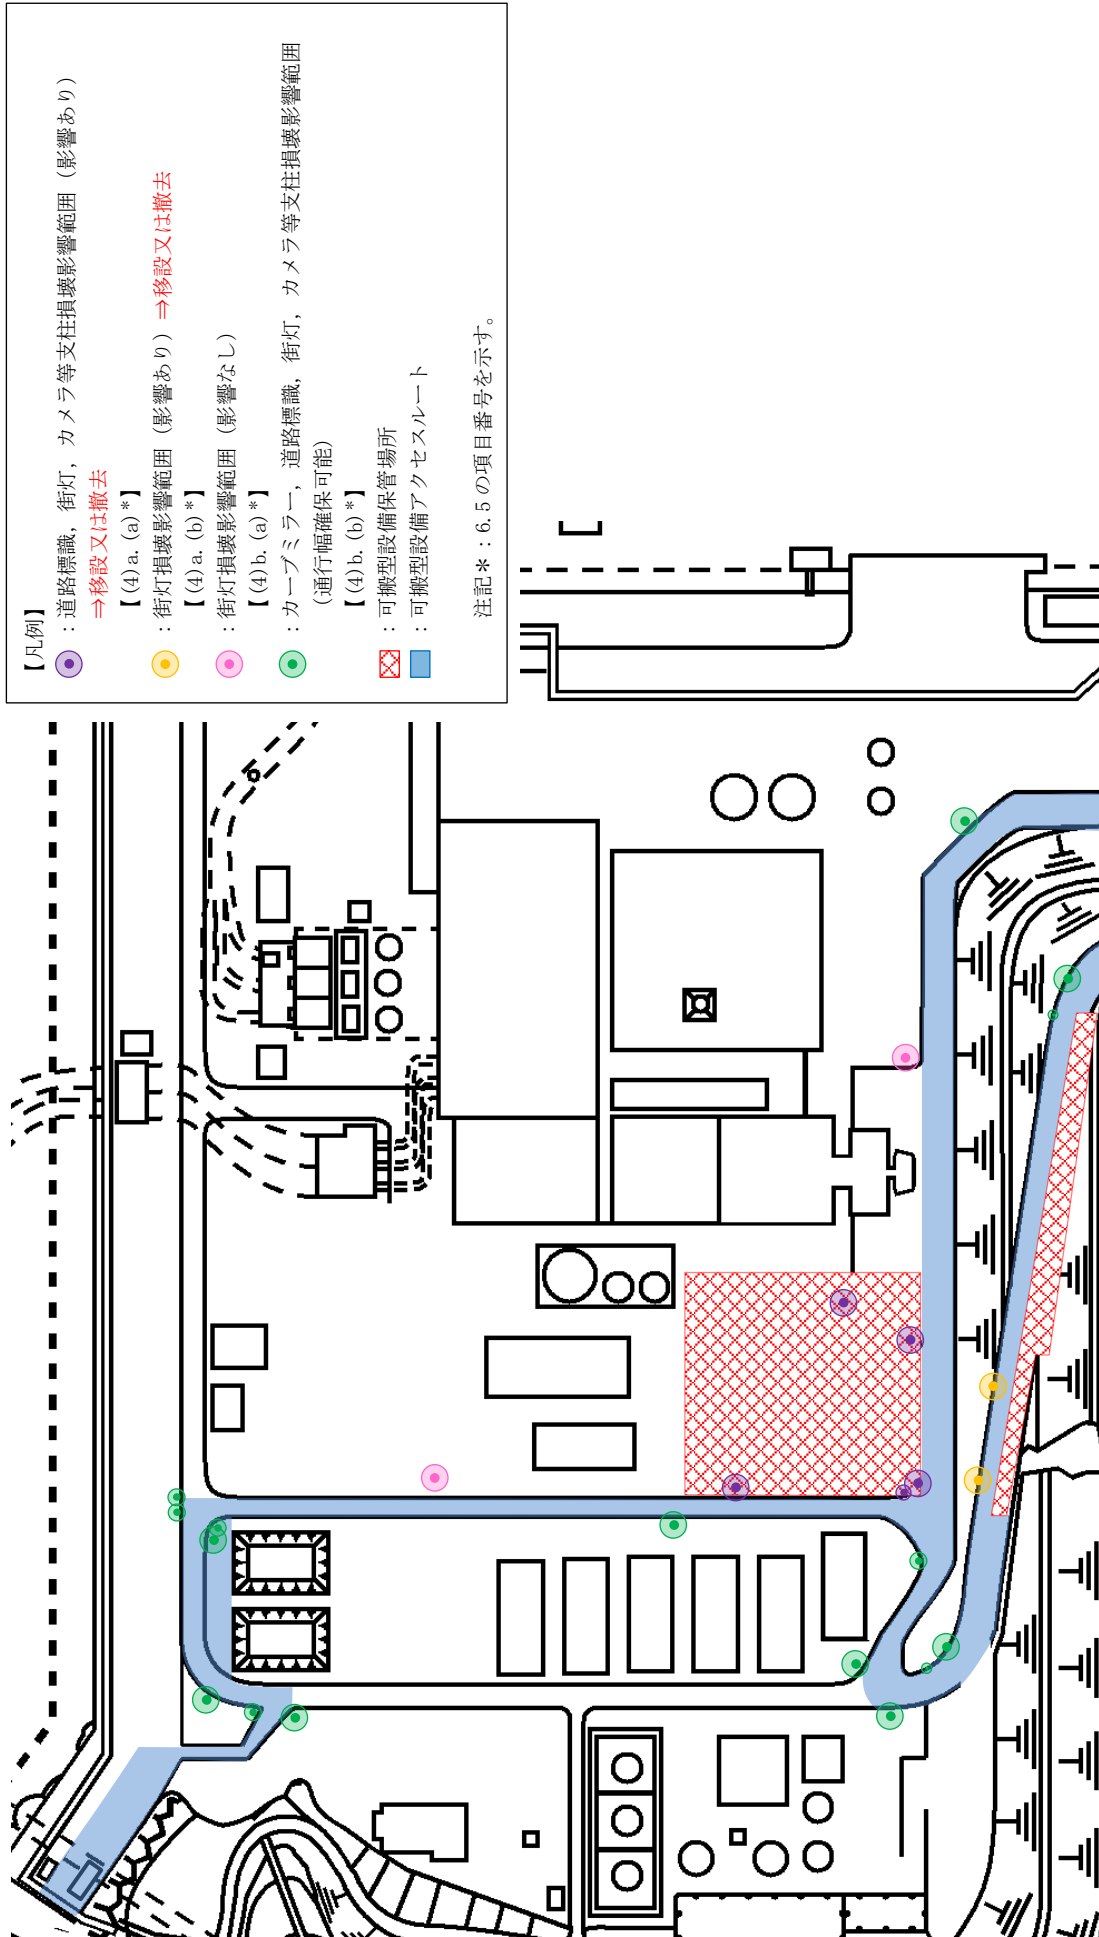 【凡例】
：道路標識，街灯，カメラ等支柱損壊影響範囲（影響あり）
⇒移設又は撤去
【(4)a.(a)*】
：街灯損壊影響範囲（影響あり）⇒移設又は撤去
【(4)a.(b)*】
：街灯損壊影響範囲（影響なし）
【(4)b.(a)*】
：カーブミラー，道路標識，街灯，カメラ等支柱損壊影響範囲
（通行幅確保可能）
【(4)b.(b)*】
：可搬型設備保管場所
：可搬型設備アクセスルート
注記＊：6.5の項目番号を示す。